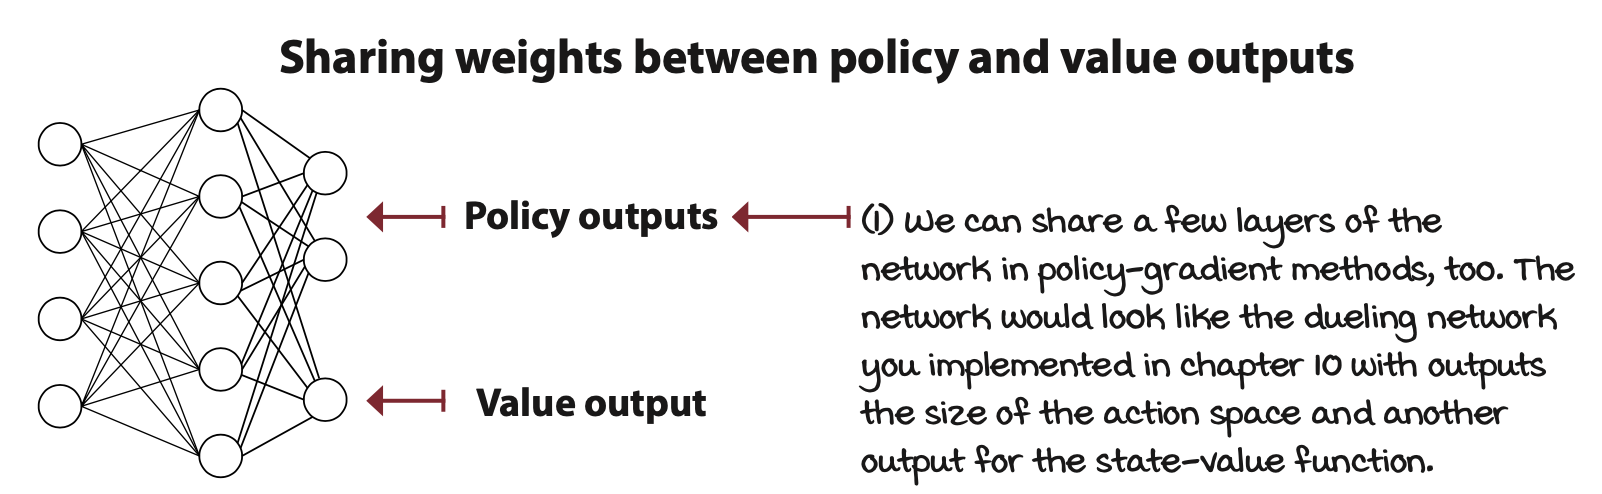 Sharing weights between policy and value outputs
Policy outputs
(1) We can share a few layers of the
network in policy-gradient methods, too. The
network would look like the dueling network
you implemented in chapter 10 with outputs
the size of the action space and another
output for the state-value function.
Value output